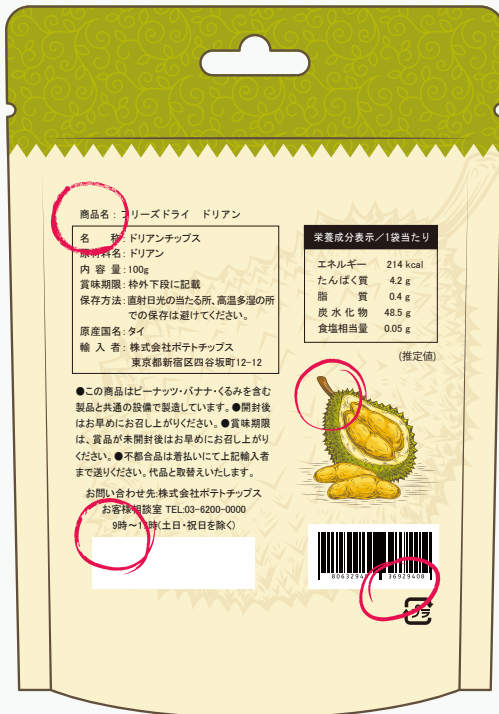 商品名：フリーズドライ　ドリアン
名　　称：ドリアンチップス
原材料名：ドリアン
内 容 量：100g
賞味期限：枠外下段に記載
保存方法：直射日光の当たる所、高温多湿の所
での保存は避けてください。
原産国名：タイ
輸 入 者：株式会社ポテトチップス
東京都新宿区四谷坂町12-12
栄養成分表示／1袋当たり
エネルギー　214 kcal
たんぱく質　4.2 g
脂　　質　0.4 g
炭水化物　48.5 g
食塩相当量　0.05 g
(推定値)
●この商品はピーナッツ・バナナ・くるみを含む
製品と共通の設備で製造しています。●開封後
はお早めにお召し上がりください。●賞味期限
は、賞品が未開封後はお早めにお召し上がり
ください。●不都合品は着払いにて上記輸入者
まで送りください。代品と取替えいたします。
お問い合わせ先:株式会社ポテトチップス
お客様相談室 TEL:03-6200-0000
9時〜 時(土日・祝日を除く)
8063294 36929408
プラ